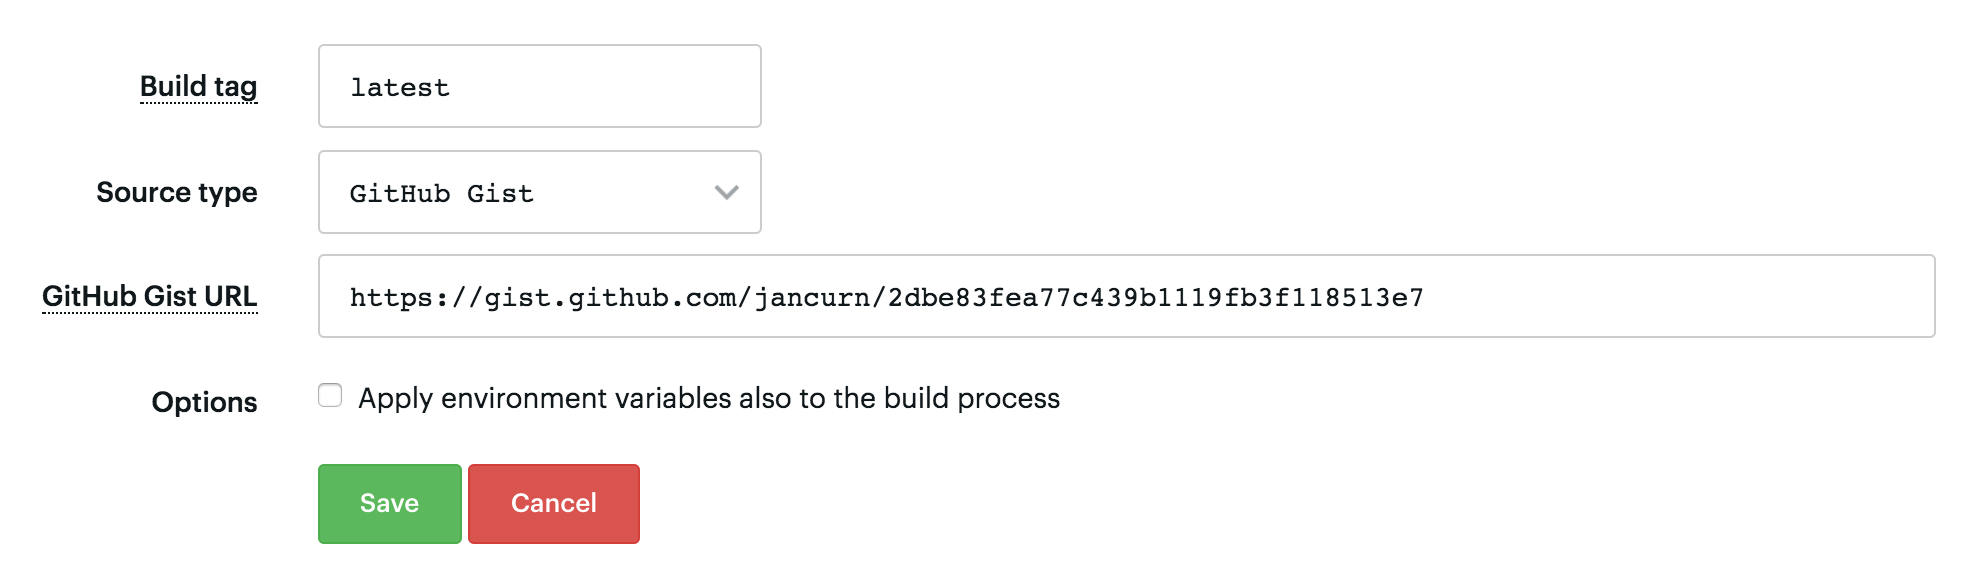 Build tag
latest
Source type
GitHub Gist
GitHub Gist URL
https://gist.github.com/jancurn/2dbe83fea77c439b1119fb3f118513e7
Options
Apply environment variables also to the build process
Save
Cancel